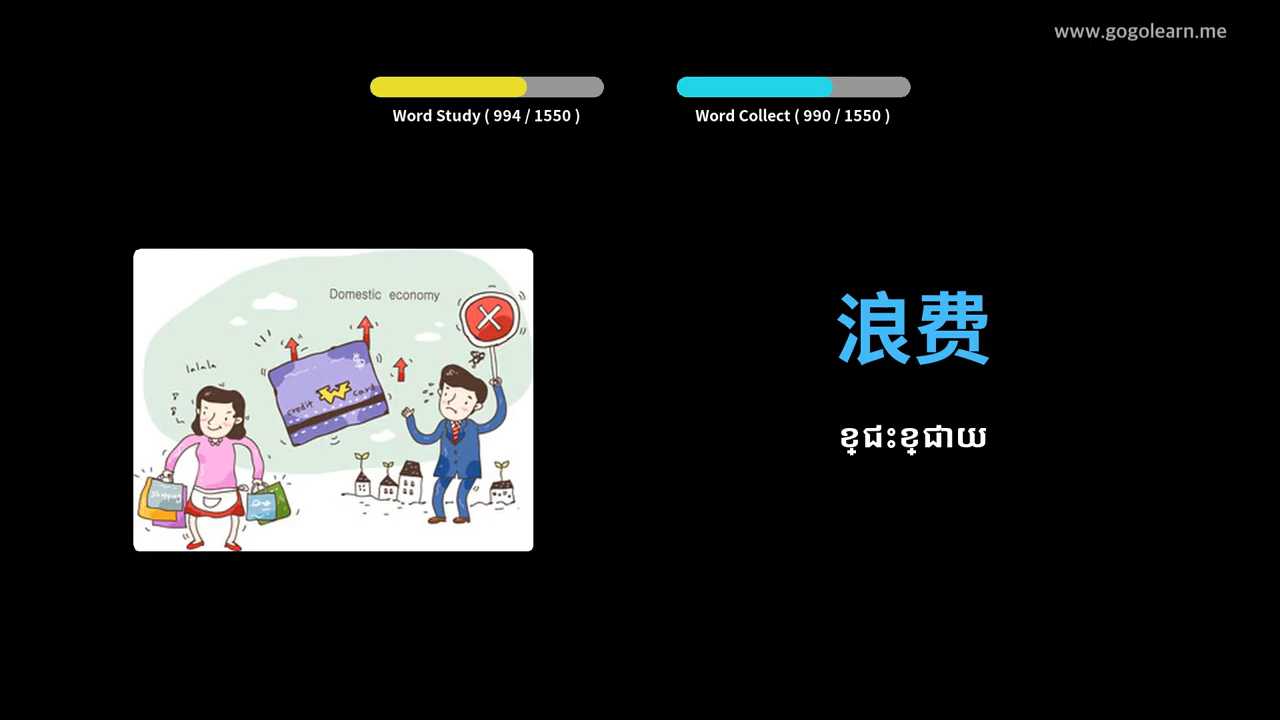 www.gogolearn.me
Word Study ( 994 / 1550 )
Word Collect ( 990 / 1550 )
Domestic economy
lalala
$
W
credit card
shopping
浪费
ខ្ជះខ្ជាយ